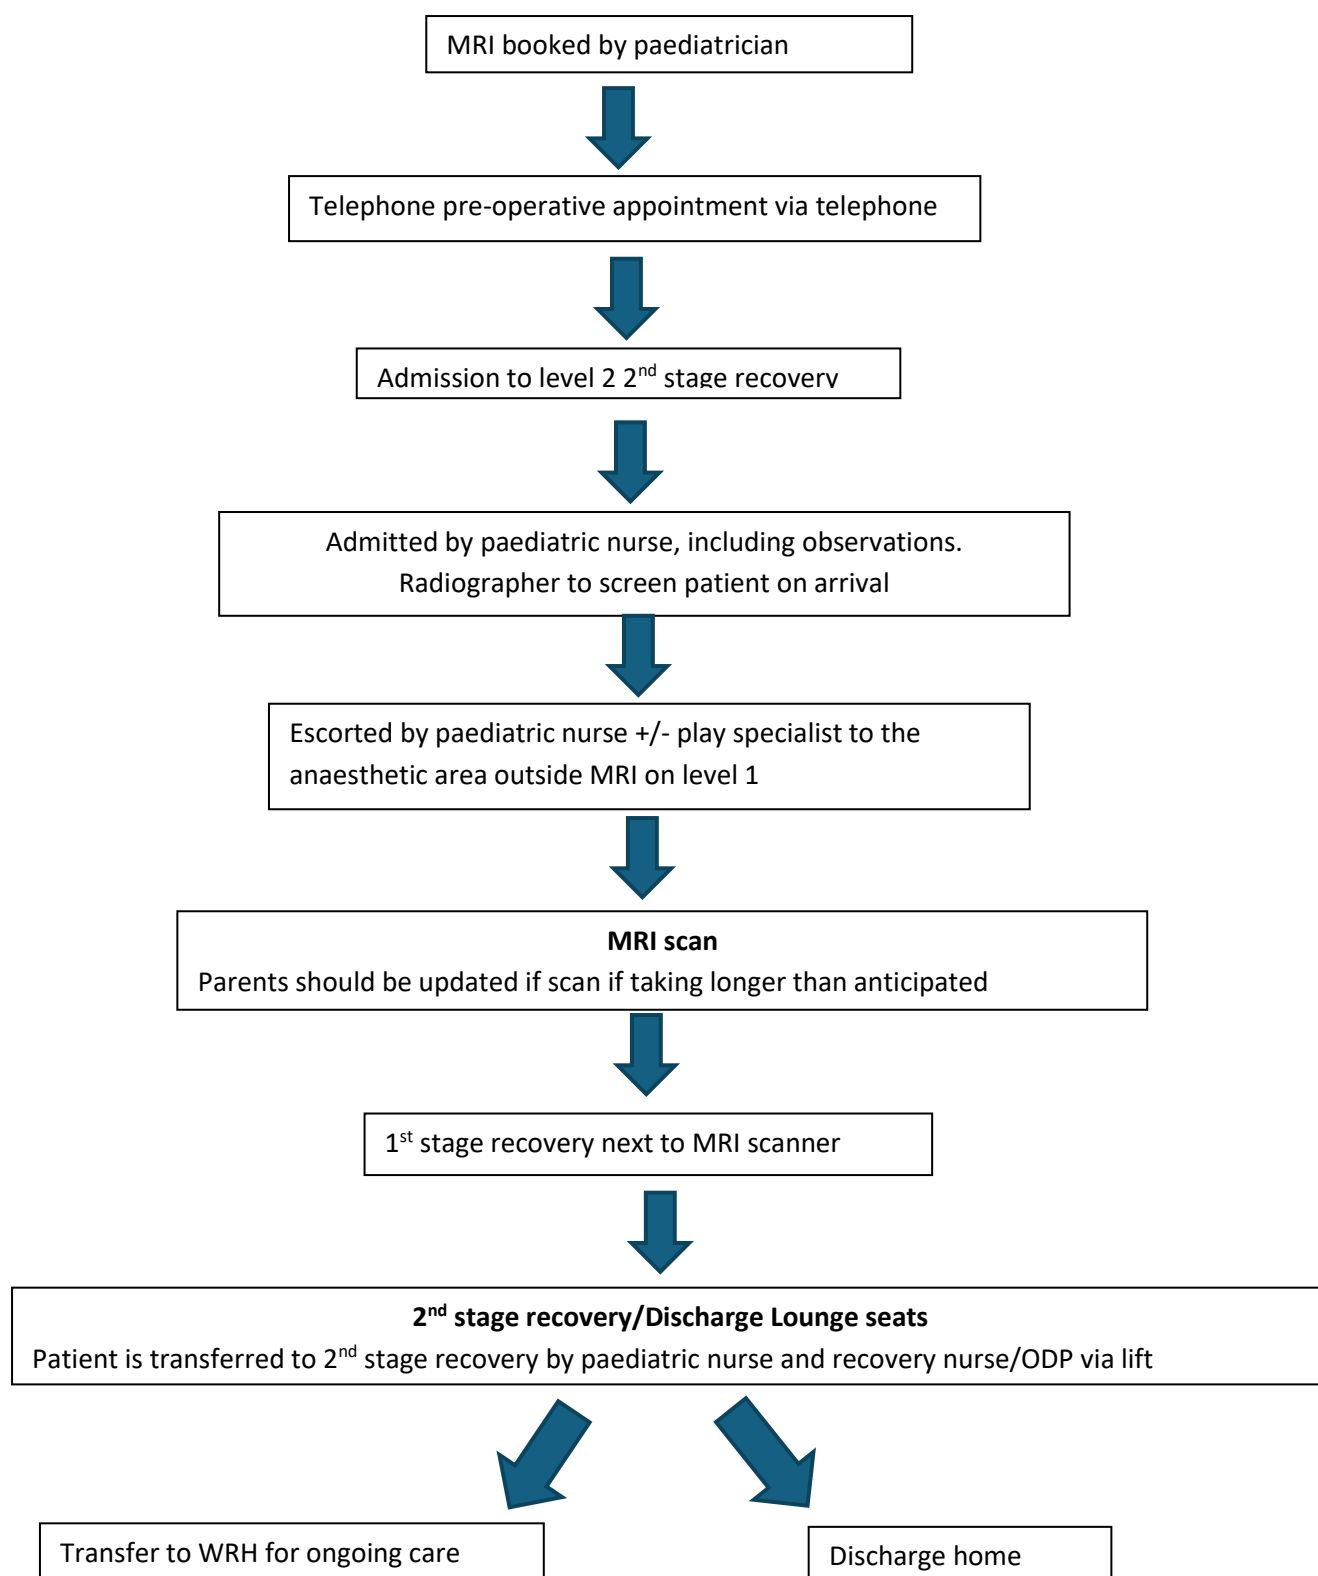 MRI booked by paediatrician
Telephone pre-operative appointment via telephone
Admission to level 2 2nd stage recovery
Admitted by paediatric nurse, including observations.
Radiographer to screen patient on arrival
Escorted by paediatric nurse +/- play specialist to the
anaesthetic area outside MRI on level 1
MRI scan
Parents should be updated if scan if taking longer than anticipated
1st stage recovery next to MRI scanner
2nd stage recovery/Discharge Lounge seats
Patient is transferred to 2nd stage recovery by paediatric nurse and recovery nurse/ODP via lift
Transfer to WRH for ongoing care
Discharge home